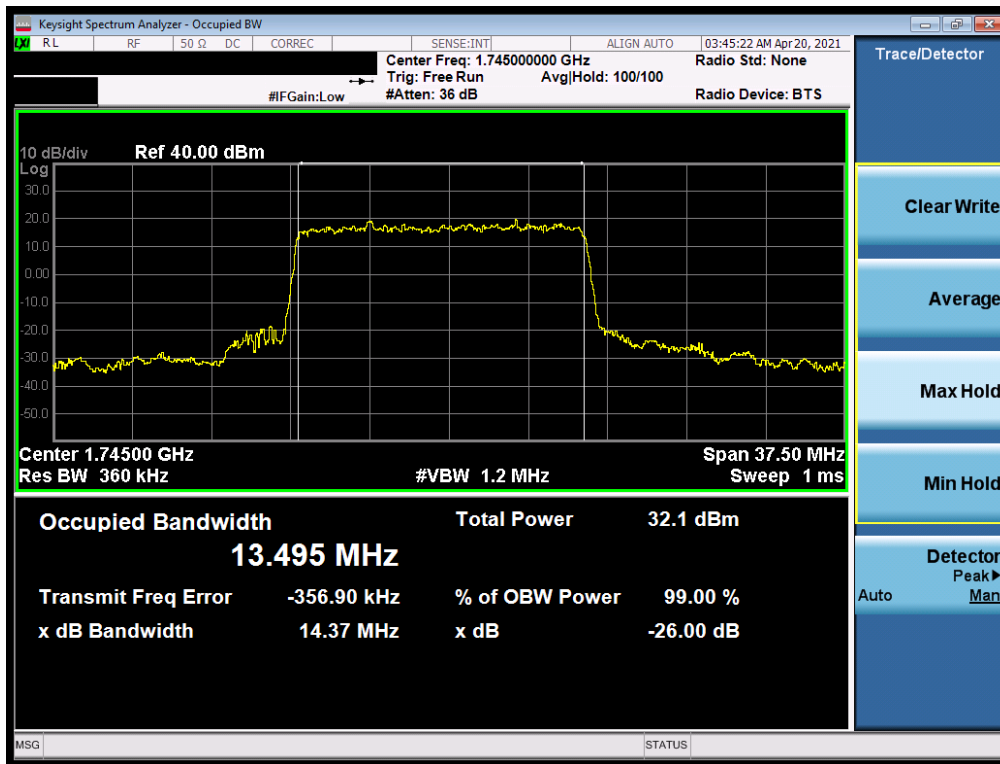 Keysight Spectrum Analyzer - Occupied BW
LXI RL RF 50 Ω DC CORREC SENSE:INT ALIGN AUTO 03:45:22 AM Apr 20, 2021
Center Freq: 1.745000000 GHz Radio Std: None
Trig: Free Run Avg|Hold: 100/100
#IFGain:Low #Atten: 36 dB Radio Device: BTS
10 dB/div Ref 40.00 dBm
Log
30.0
20.0
10.0
0.00
-10.0
-20.0
-30.0
-40.0
-50.0
Center 1.74500 GHz Span 37.50 MHz
Res BW 360 kHz #VBW 1.2 MHz Sweep 1 ms
Occupied Bandwidth Total Power 32.1 dBm
13.495 MHz
Transmit Freq Error -356.90 kHz % of OBW Power 99.00 %
x dB Bandwidth 14.37 MHz x dB -26.00 dB
MSG STATUS
Trace/Detector
Clear Write
Average
Max Hold
Min Hold
Detector
Peak▶
Auto Man